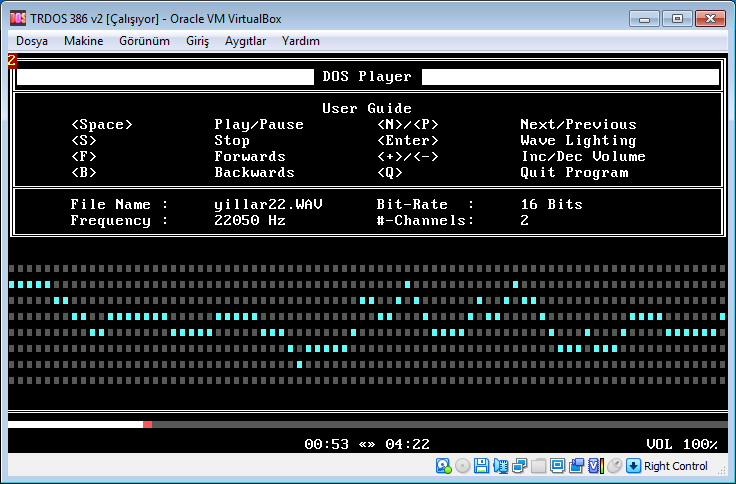 DOS TRDOS 386 v2 [Çalışıyor] - Oracle VM VirtualBox
Dosya Makine Görünüm Giriş Aygıtlar Yardım
2
DOS Player
User Guide
<Space> Play/Pause <N>/<P> Next/Previous
<S> Stop <Enter> Wave Lighting
<F> Forwards <+>/<-> Inc/Dec Volume
<B> Backwards <Q> Quit Program
File Name : yillar22.WAV Bit-Rate : 16 Bits
Frequency : 22050 Hz #-Channels: 2
00:53 «» 04:22 VOL 100%
Right Control